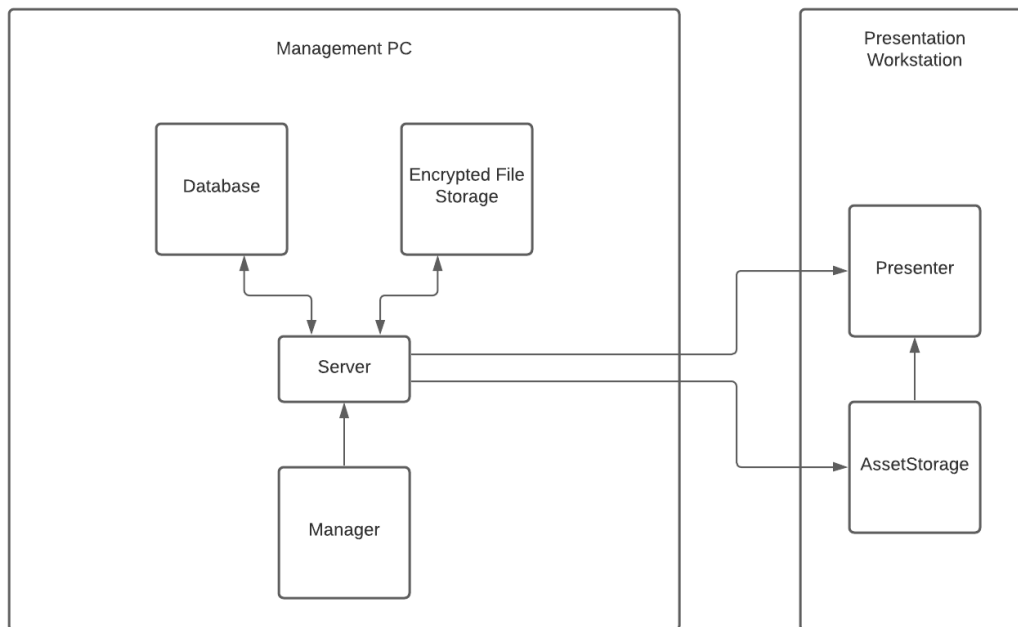 Management PC
Presentation
Workstation
Database
Encrypted File
Storage
Presenter
Server
AssetStorage
Manager